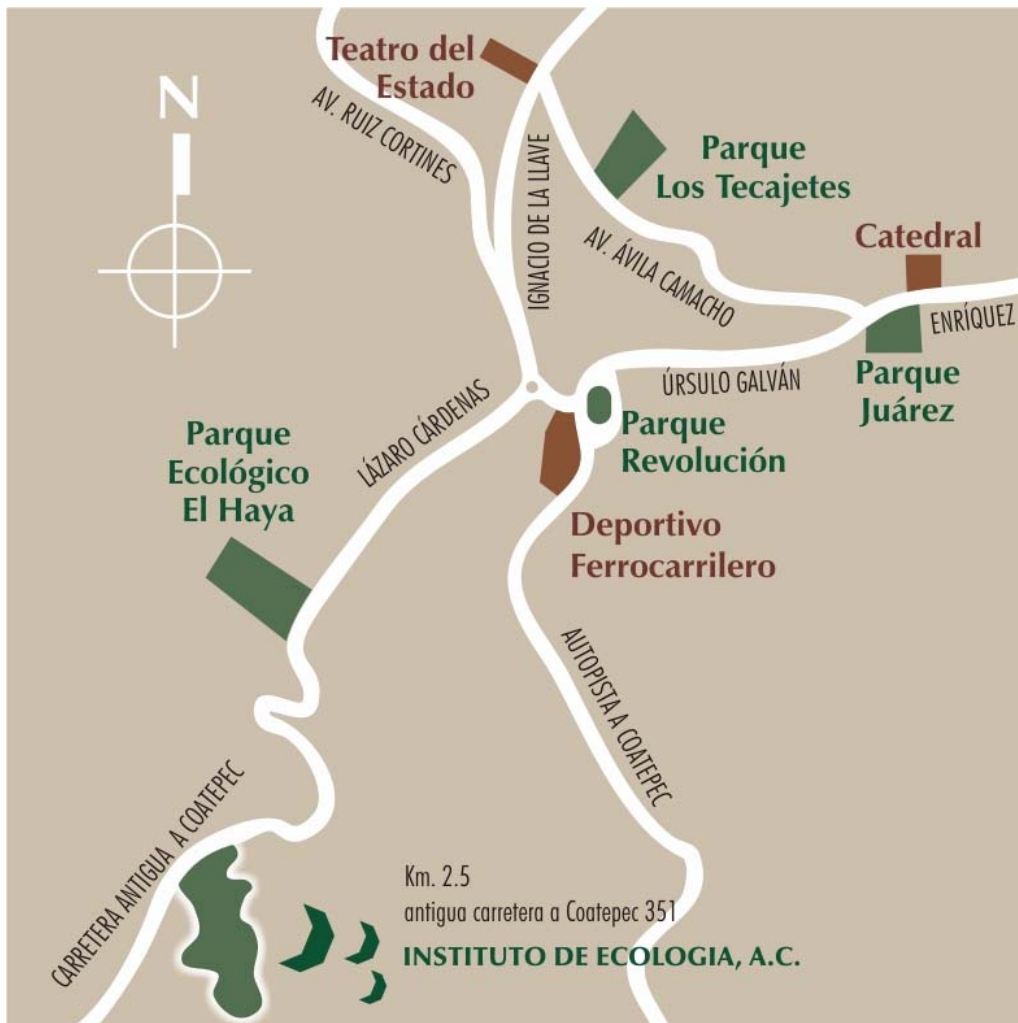 Teatro del
Estado
N
AV. RUIZ CORTINES
IGNACIO DE LA LLAVE
Parque
Los Tecajetes
AV. ÁVILA CAMACHO
Catedral
ENRÍQUEZ
ÚRSULO GALVÁN
Parque
Juárez
LÁZARO CÁRDENAS
Parque
Revolución
Parque
Ecológico
El Haya
Deportivo
Ferrocarrilero
AUTOPISTA A COATEPEC
CARRETERA ANTIGUA A COATEPEC
Km. 2.5
antigua carretera a Coatepec 351
INSTITUTO DE ECOLOGIA, A.C.